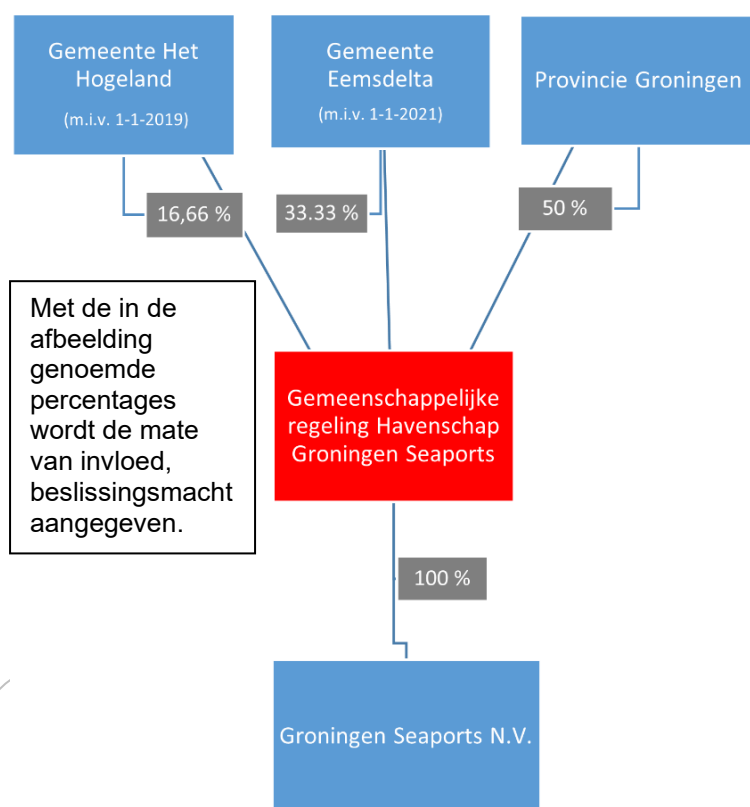 Gemeente Het
Hogeland
(m.i.v. 1-1-2019)
Gemeente
Eemsdelta
(m.i.v. 1-1-2021)
Provincie Groningen
16,66 %
33.33 %
50 %
Met de in de
afbeelding
genoemde
percentages
wordt de mate
van invloed,
beslissingsmacht
aangegeven.
Gemeenschappelijke
regeling Havenschap
Groningen Seaports
100 %
Groningen Seaports N.V.